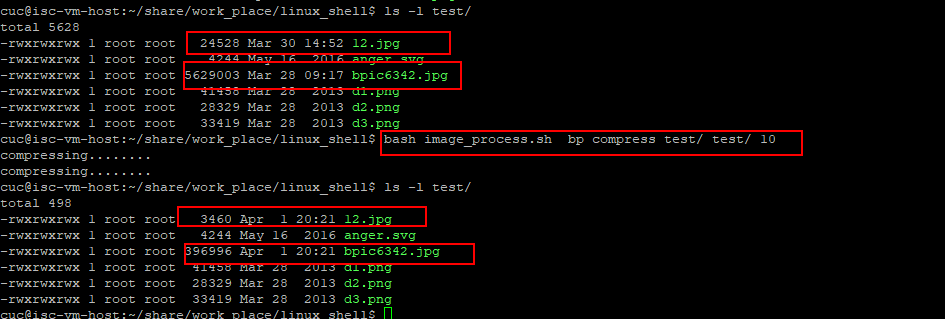 cuc@isc-vm-host:~/share/work_place/linux_shell$ ls -l test/
total 5628
-rwxrwxrwx 1 root root   24528 Mar 30 14:52 12.jpg
-rwxrwxrwx 1 root root    4244 May 16  2016 anger.svg
-rwxrwxrwx 1 root root 5629003 Mar 28 09:17 bpic6342.jpg
-rwxrwxrwx 1 root root   41458 Mar 28  2013 d1.png
-rwxrwxrwx 1 root root   28329 Mar 28  2013 d2.png
-rwxrwxrwx 1 root root   33419 Mar 28  2013 d3.png
cuc@isc-vm-host:~/share/work_place/linux_shell$ bash image_process.sh  bp compress test/ test/ 10
compressing........
compressing........
cuc@isc-vm-host:~/share/work_place/linux_shell$ ls -l test/
total 498
-rwxrwxrwx 1 root root   3460 Apr  1 20:21 12.jpg
-rwxrwxrwx 1 root root   4244 May 16  2016 anger.svg
-rwxrwxrwx 1 root root 396996 Apr  1 20:21 bpic6342.jpg
-rwxrwxrwx 1 root root  41458 Mar 28  2013 d1.png
-rwxrwxrwx 1 root root  28329 Mar 28  2013 d2.png
-rwxrwxrwx 1 root root  33419 Mar 28  2013 d3.png
cuc@isc-vm-host:~/share/work_place/linux_shell$